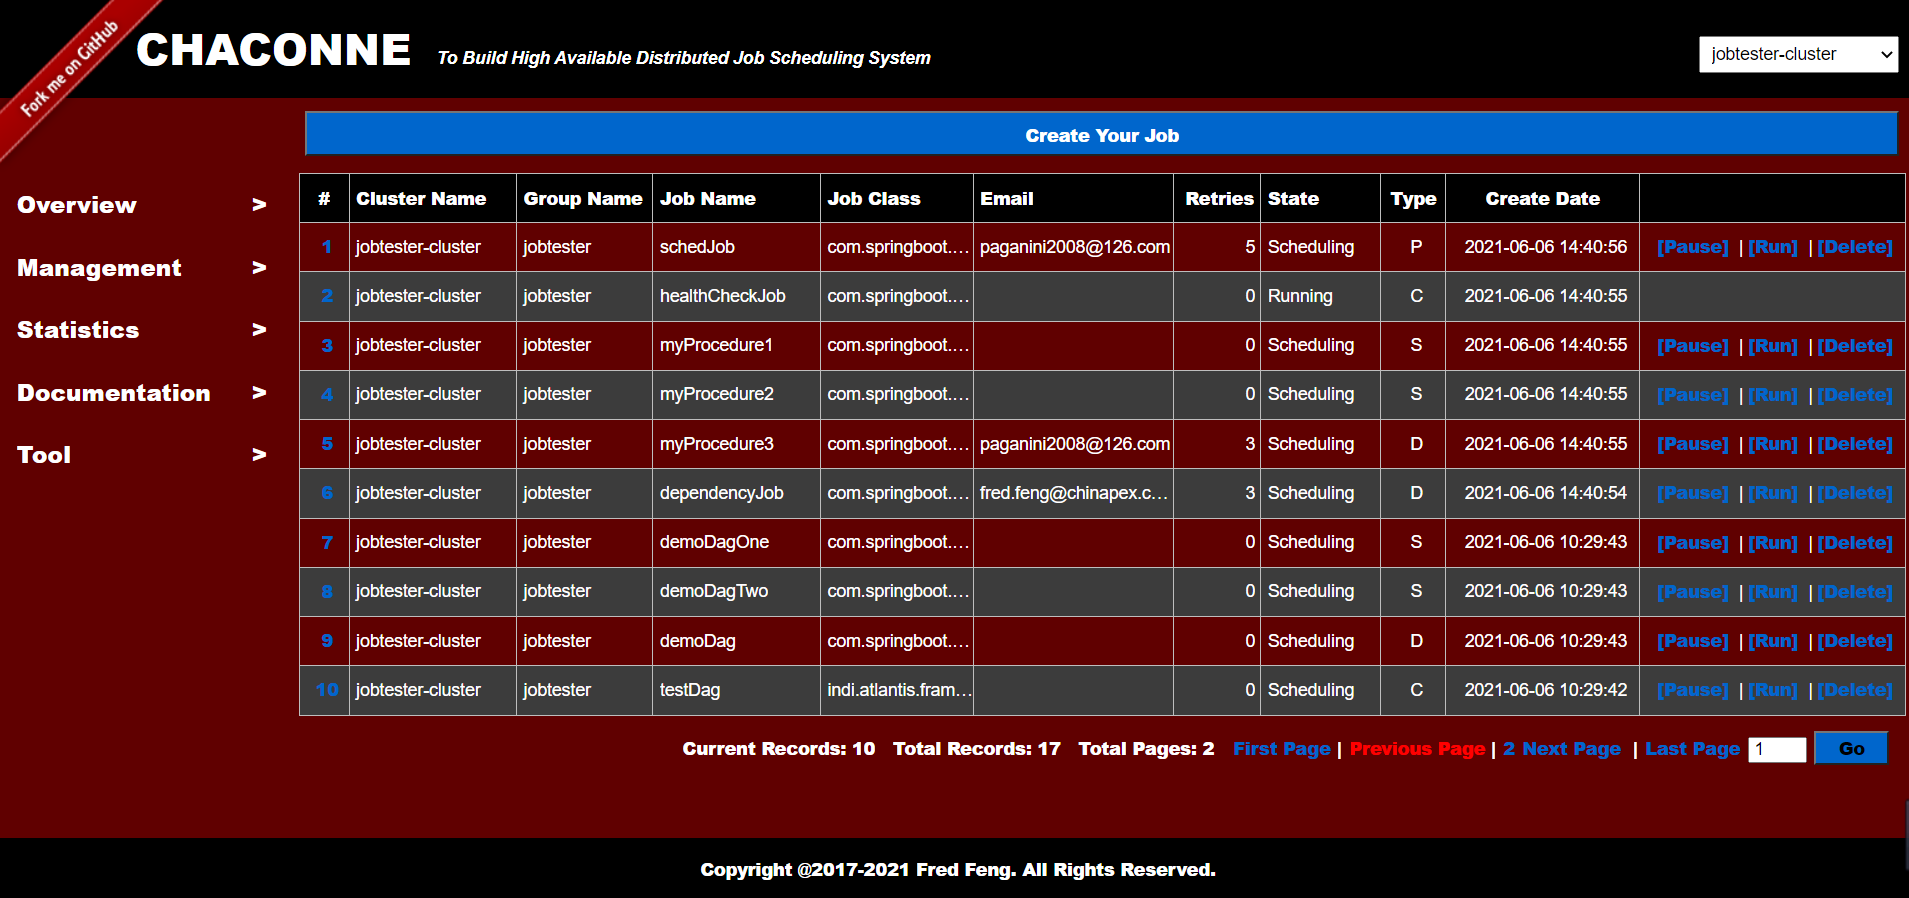 Fork me on GitHub
CHACONNE To Build High Available Distributed Job Scheduling System jobtester-cluster
Create Your Job
Overview >
Management >
Statistics >
Documentation >
Tool >
# Cluster Name Group Name Job Name Job Class Email Retries State Type Create Date
1 jobtester-cluster jobtester schedJob com.springboot.… paganini2008@126.com 5 Scheduling P 2021-06-06 14:40:56 [Pause] | [Run] | [Delete]
2 jobtester-cluster jobtester healthCheckJob com.springboot.… 0 Running C 2021-06-06 14:40:55
3 jobtester-cluster jobtester myProcedure1 com.springboot.… 0 Scheduling S 2021-06-06 14:40:55 [Pause] | [Run] | [Delete]
4 jobtester-cluster jobtester myProcedure2 com.springboot.… 0 Scheduling S 2021-06-06 14:40:55 [Pause] | [Run] | [Delete]
5 jobtester-cluster jobtester myProcedure3 com.springboot.… paganini2008@126.com 3 Scheduling D 2021-06-06 14:40:55 [Pause] | [Run] | [Delete]
6 jobtester-cluster jobtester dependencyJob com.springboot.… fred.feng@chinapex.c… 3 Scheduling D 2021-06-06 14:40:54 [Pause] | [Run] | [Delete]
7 jobtester-cluster jobtester demoDagOne com.springboot.… 0 Scheduling S 2021-06-06 10:29:43 [Pause] | [Run] | [Delete]
8 jobtester-cluster jobtester demoDagTwo com.springboot.… 0 Scheduling S 2021-06-06 10:29:43 [Pause] | [Run] | [Delete]
9 jobtester-cluster jobtester demoDag com.springboot.… 0 Scheduling D 2021-06-06 10:29:43 [Pause] | [Run] | [Delete]
10 jobtester-cluster jobtester testDag indi.atlantis.fram… 0 Scheduling C 2021-06-06 10:29:42 [Pause] | [Run] | [Delete]
Current Records: 10 Total Records: 17 Total Pages: 2 First Page | Previous Page | 2 Next Page | Last Page 1 Go
Copyright @2017-2021 Fred Feng. All Rights Reserved.